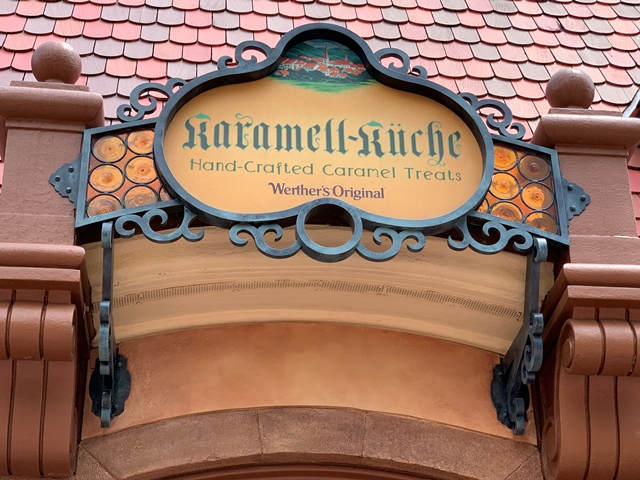 Karamell-Küche
Hand-Crafted Caramel Treats
Werther's Original